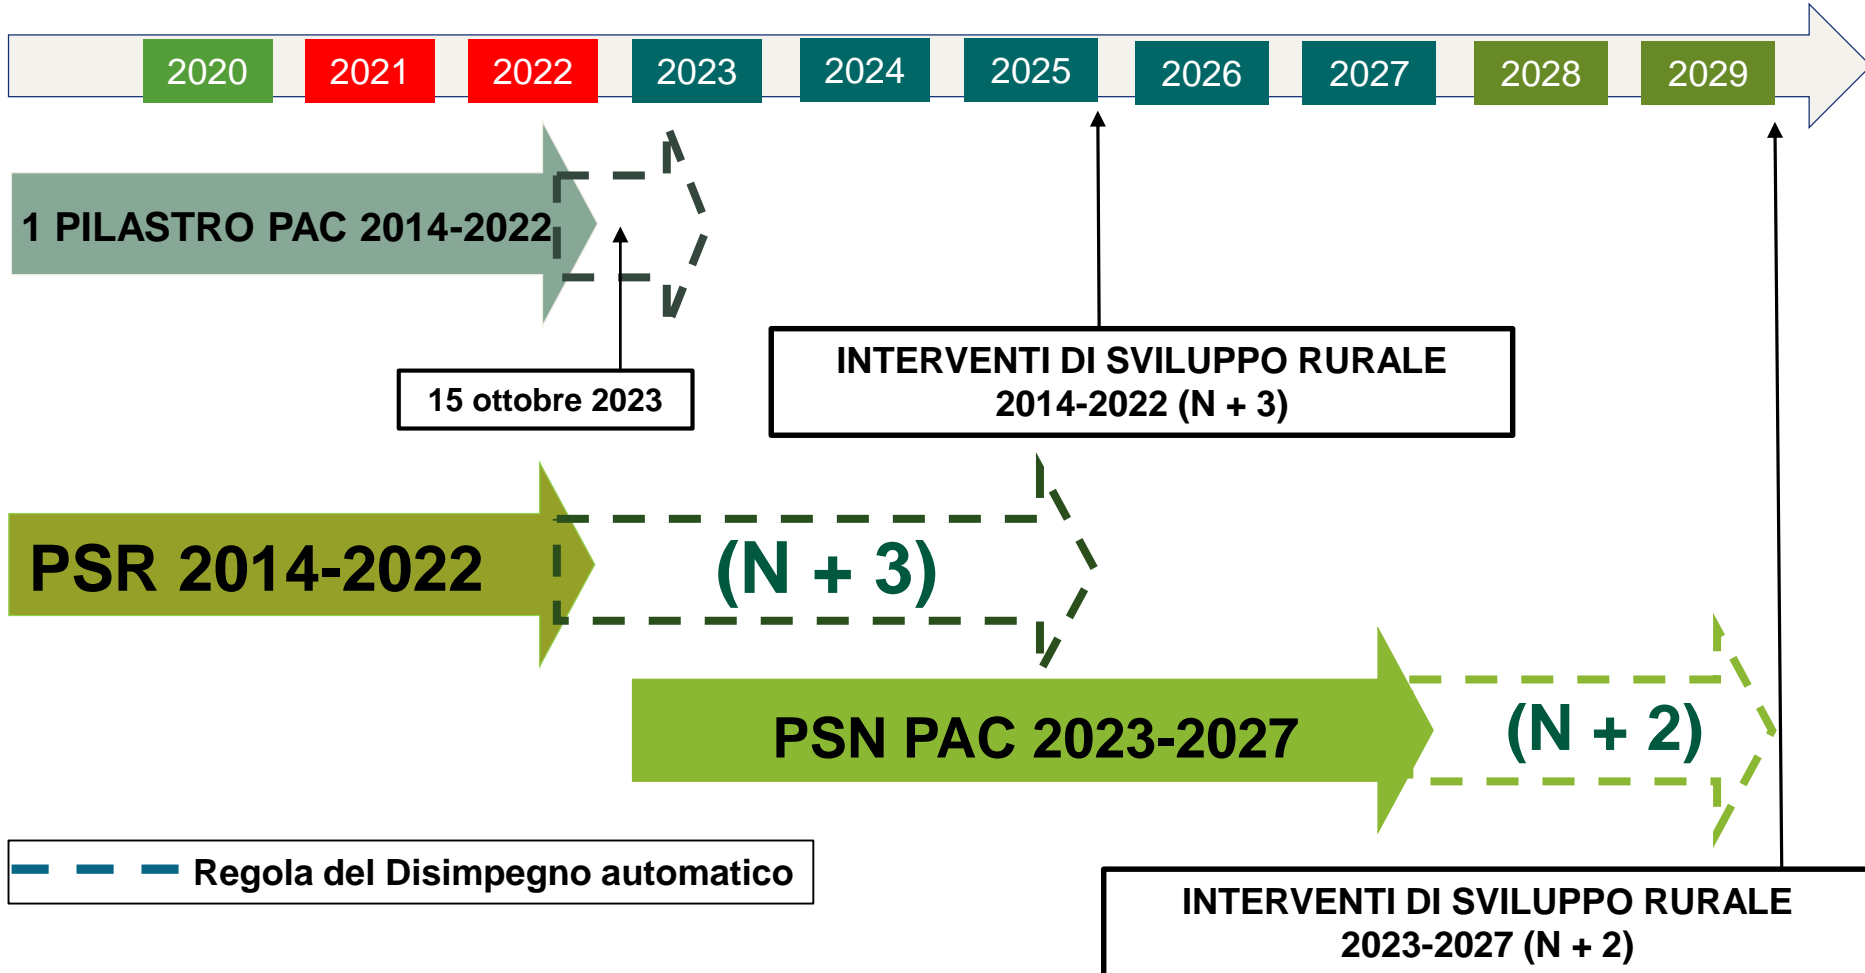 2020 2021 2022 2023 2024 2025 2026 2027 2028 2029
1 PILASTRO PAC 2014-2022
15 ottobre 2023
INTERVENTI DI SVILUPPO RURALE
2014-2022 (N + 3)
PSR 2014-2022
(N + 3)
PSN PAC 2023-2027
(N + 2)
Regola del Disimpegno automatico
INTERVENTI DI SVILUPPO RURALE
2023-2027 (N + 2)